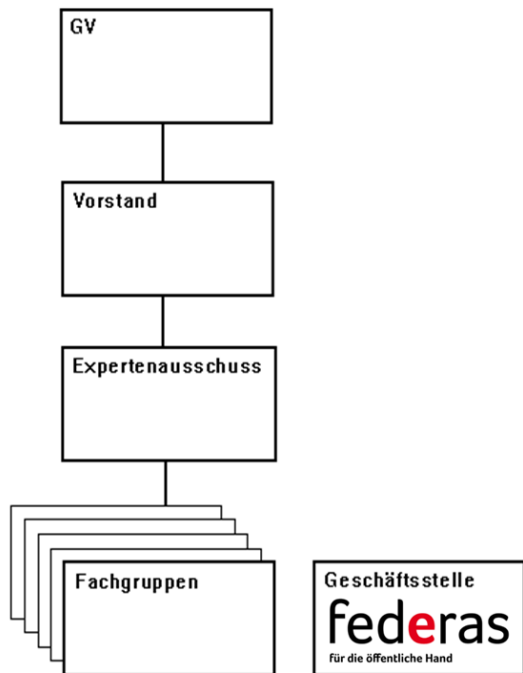 GV
Vorstand
Expertenausschuss
Fachgruppen
Geschäftsstelle
federas
für die öffentliche Hand